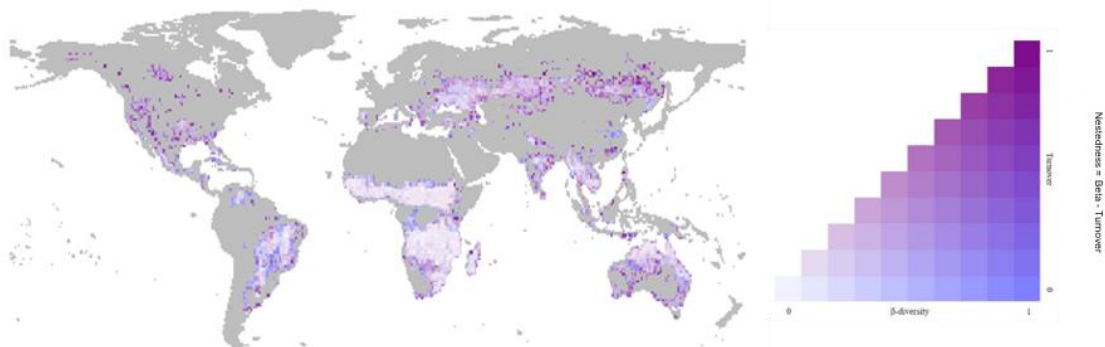 1
Turnover
0
0
β-diversity
1
Nestedness = Beta - Turnover